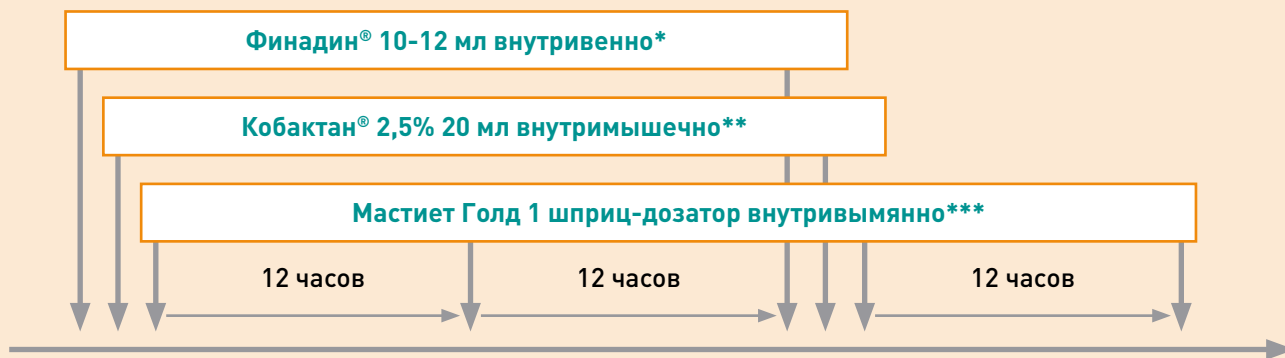 Финадин® 10-12 мл внутривенно*
Кобактан® 2,5% 20 мл внутримышечно**
Мастиет Голд 1 шприц-дозатор внутривымянно***
12 часов 12 часов 12 часов